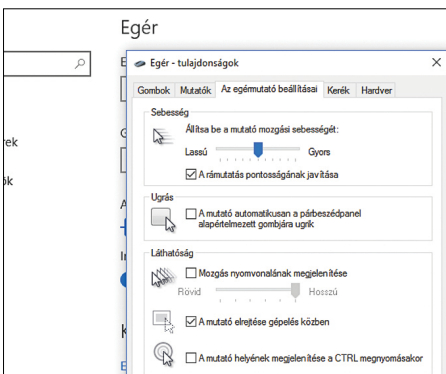 Egér
Egér - tulajdonságok
Gombok Mutatók Az egérmutató beállításai Kerék Hardver
Sebesség
Állítsa be a mutató mozgási sebességét:
Lassú Gyors
A rámutatás pontosságának javítása
Ugrás
A mutató automatikusan a párbeszédpanel
alapértelmezett gombjára ugrik
Láthatóság
Mozgás nyomvonalának megjelenítése
Rövid Hosszú
A mutató elrejtése gépelés közben
A mutató helyének megjelenítése a CTRL megnyomásakor